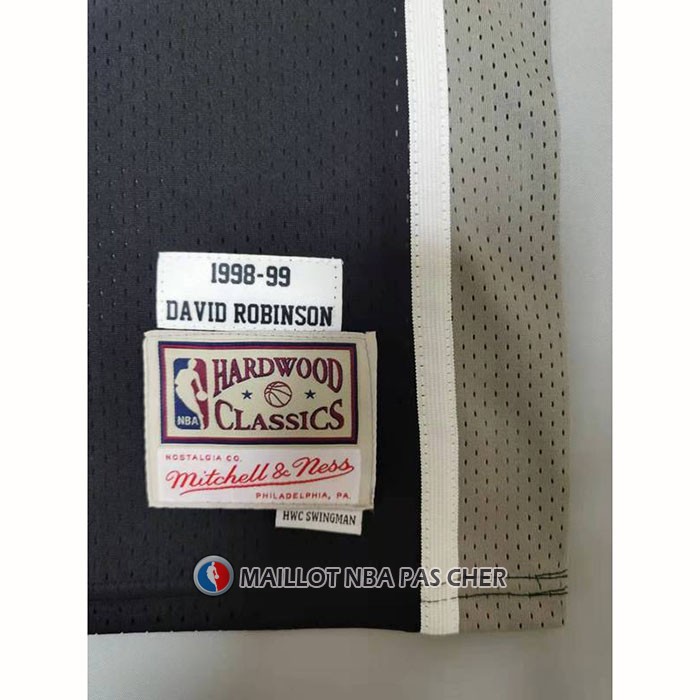 1998-99
DAVID ROBINSON
HARDWOOD
CLASSICS
NBA
NOSTALGIA CO.
Mitchell & Ness
PHILADELPHIA, PA.
HWC SWINGMAN
MAILLOT NBA PAS CHER